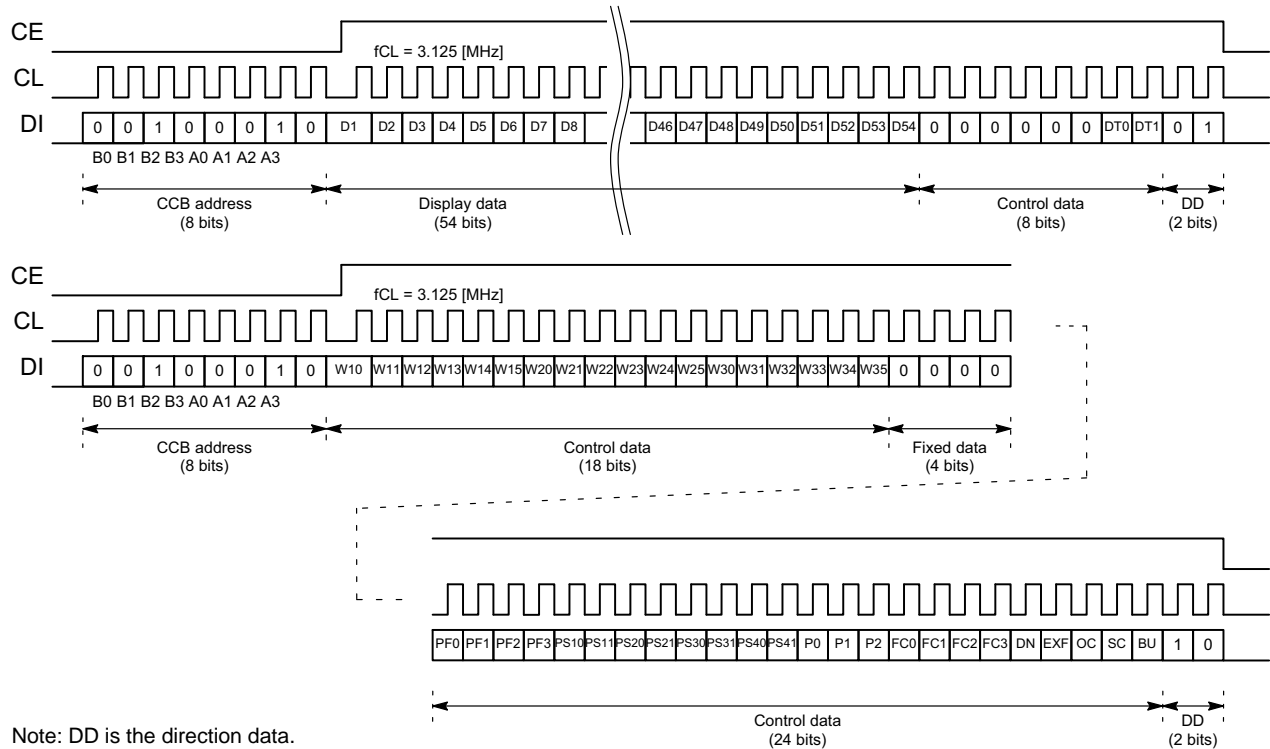 CE
fCL = 3.125 [MHz]
CL
DI 0 0 1 0 0 0 1 0 D1 D2 D3 D4 D5 D6 D7 D8 D46 D47 D48 D49 D50 D51 D52 D53 D54 0 0 0 0 0 0 DT0 DT1 0 1
B0 B1 B2 B3 A0 A1 A2 A3
CCB address Display data Control data DD
(8 bits) (54 bits) (8 bits) (2 bits)
CE
fCL = 3.125 [MHz]
CL
DI 0 0 1 0 0 0 1 0 W10 W11 W12 W13 W14 W15 W20 W21 W22 W23 W24 W25 W30 W31 W32 W33 W34 W35 0 0 0 0
B0 B1 B2 B3 A0 A1 A2 A3
CCB address Control data Fixed data
(8 bits) (18 bits) (4 bits)
PF0 PF1 PF2 PF3 PS10 PS11 PS20 PS21 PS30 PS31 PS40 PS41 P0 P1 P2 FC0 FC1 FC2 FC3 DN EXF OC SC BU 1 0
Control data DD
(24 bits) (2 bits)
Note: DD is the direction data.